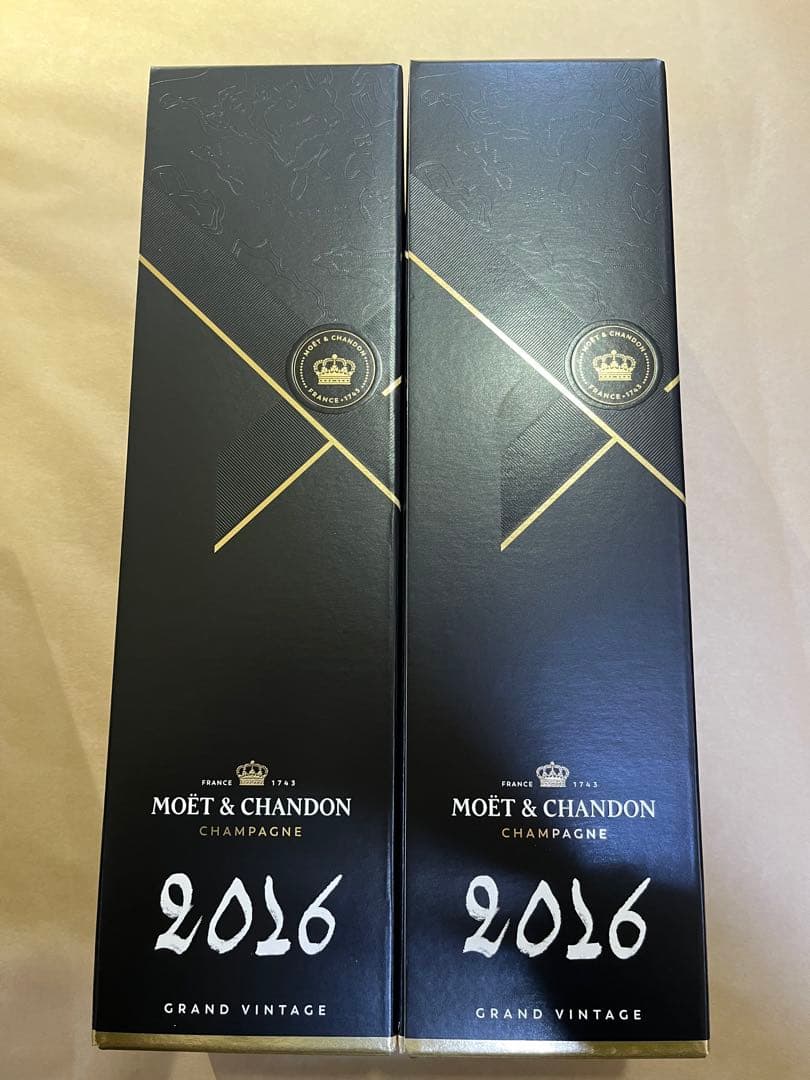 MOËT & CHANDON
FRANCE • 1743
FRANCE 1743
MOËT & CHANDON
CHAMPAGNE
2016
GRAND VINTAGE
MOËT & CHANDON
FRANCE • 1743
FRANCE 1743
MOËT & CHANDON
CHAMPAGNE
2016
GRAND VINTAGE